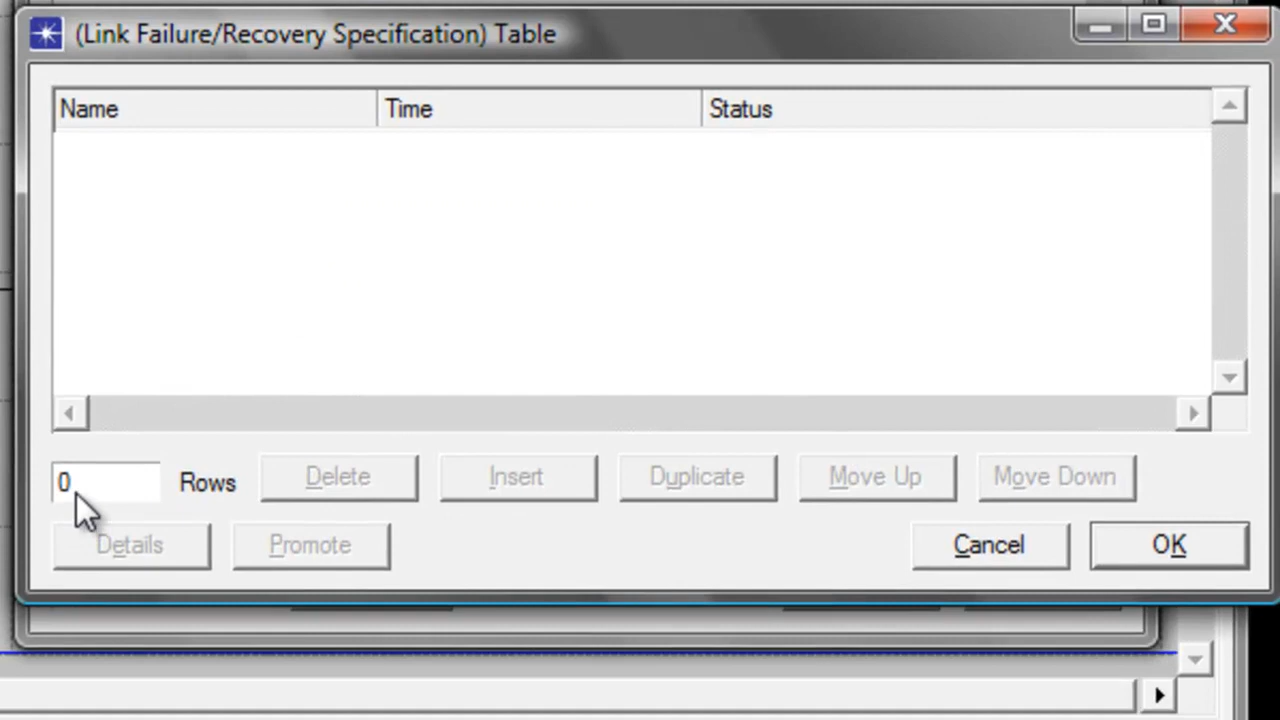 (Link Failure/Recovery Specification) Table
Name Time Status
0 Rows Delete Insert Duplicate Move Up Move Down
Details Promote Cancel OK